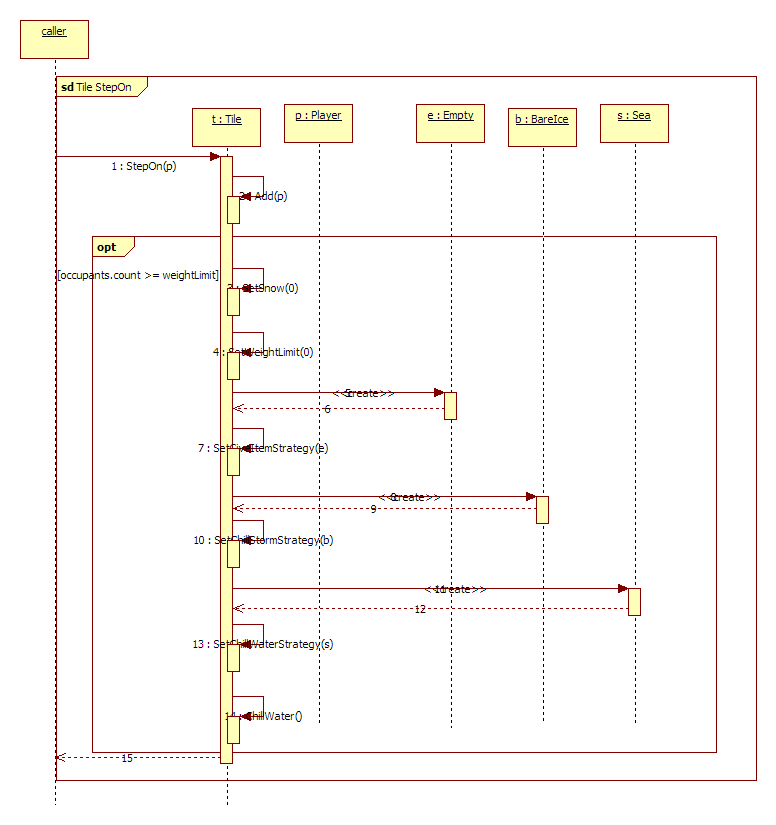 caller
sd Tile StepOn
t : Tile
p : Player
e : Empty
b : BareIce
s : Sea
1 : StepOn(p)
2 : Add(p)
opt
[occupants.count >= weightLimit]
3 : SetSnow(0)
4 : SetWeightLimit(0)
<<create>>
6
7 : SetGiveItemStrategy(e)
<<create>>
9
10 : SetChillStormStrategy(b)
11
<<create>>
12
13 : SetChillWaterStrategy(s)
14 : ChillWater()
15